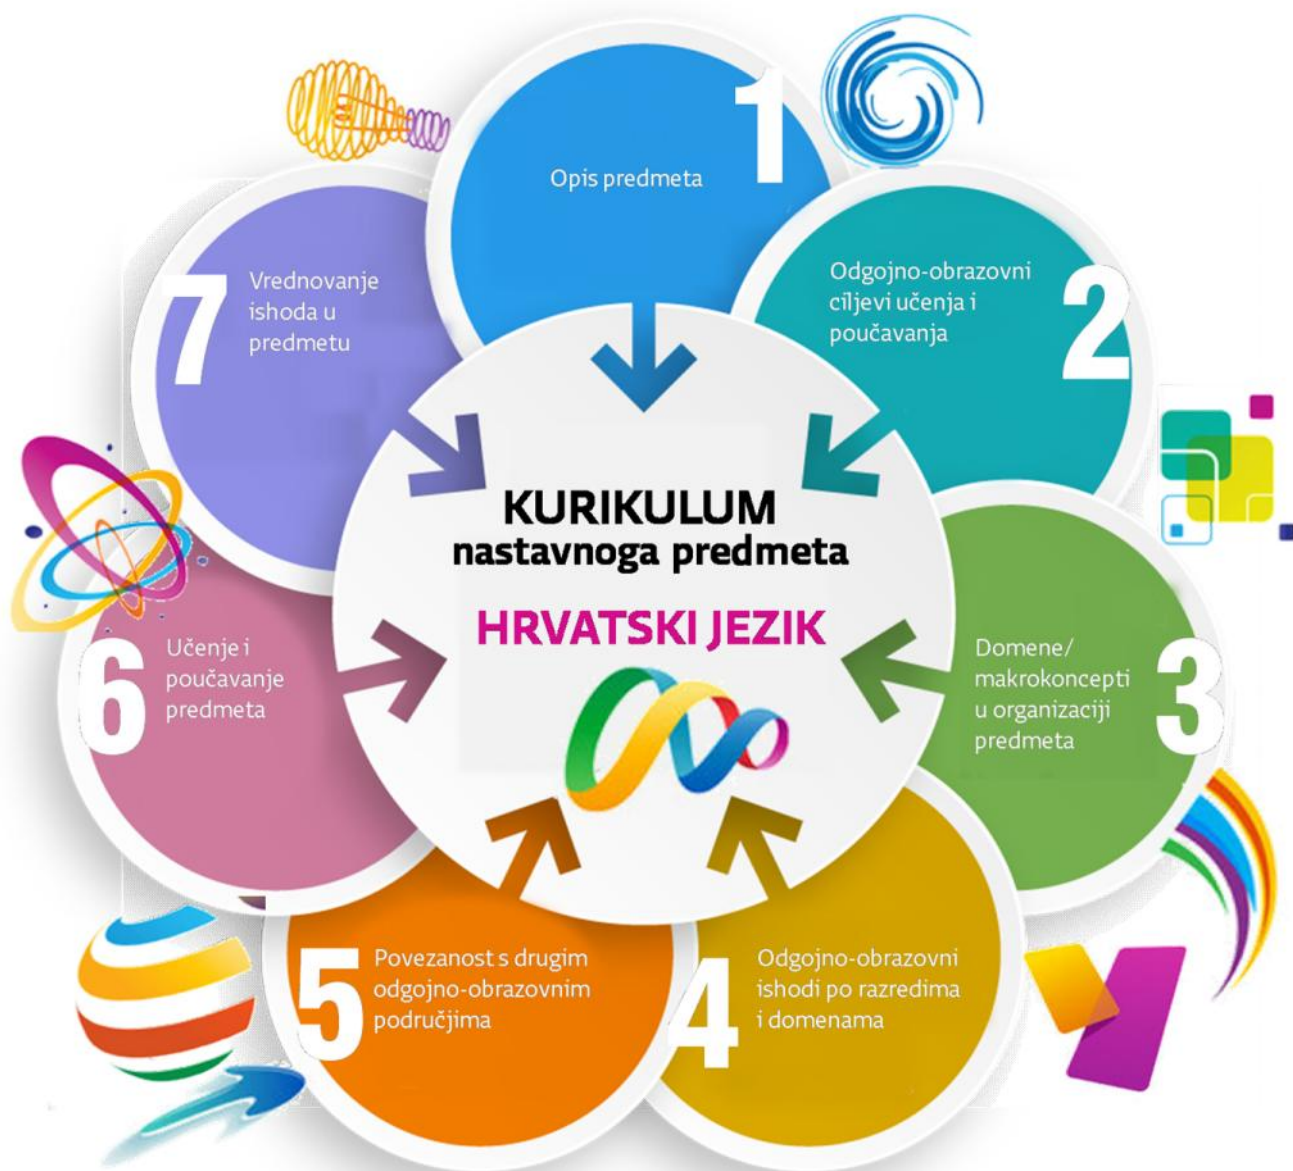 1
Opis predmeta
2
Odgojno-obrazovni
ciljevi učenja i
poučavanja
3
Domene/
makrokoncepti
u organizaciji
predmeta
4
Odgojno-obrazovni
ishodi po razredima
i domenama
5
Povezanost s drugim
odgojno-obrazovnim
područjima
6
Učenje i
poučavanje
predmeta
7
Vrednovanje
ishoda u
predmetu
KURIKULUM
nastavnoga predmeta
HRVATSKI JEZIK